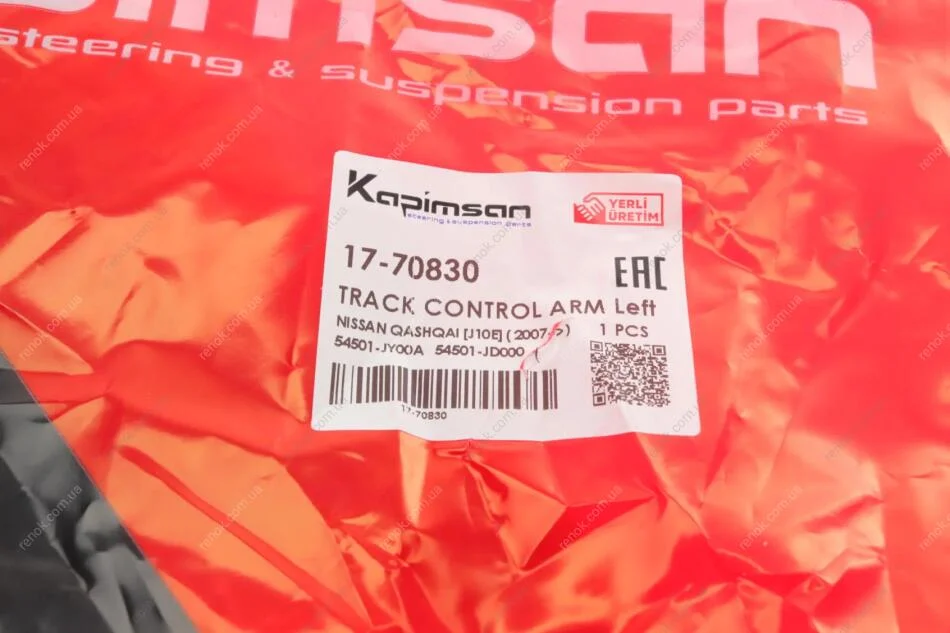 steering & suspension parts
Kapimsan
steering & suspension parts
YERLİ
ÜRETİM
17-70830
EAC
TRACK CONTROL ARM Left
NISSAN QASHQAI [J10E] ( 2007-> )
1 PCS
54501-JY00A 54501-JD000
17-70830
renok.com.ua